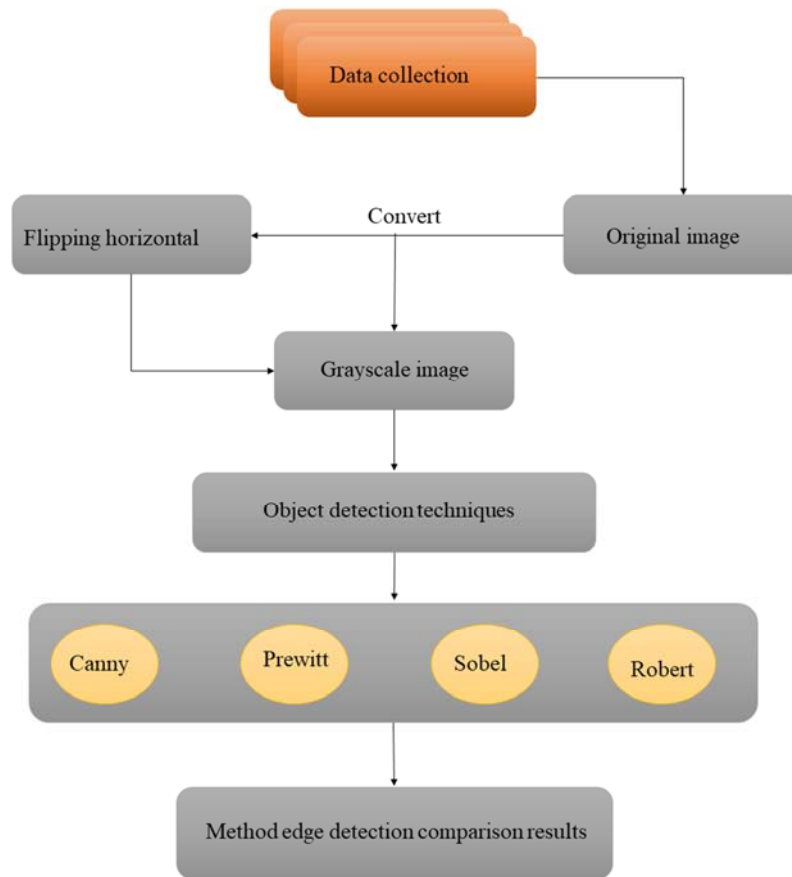 Data collection
Flipping horizontal
Convert
Original image
Grayscale image
Object detection techniques
Canny
Prewitt
Sobel
Robert
Method edge detection comparison results